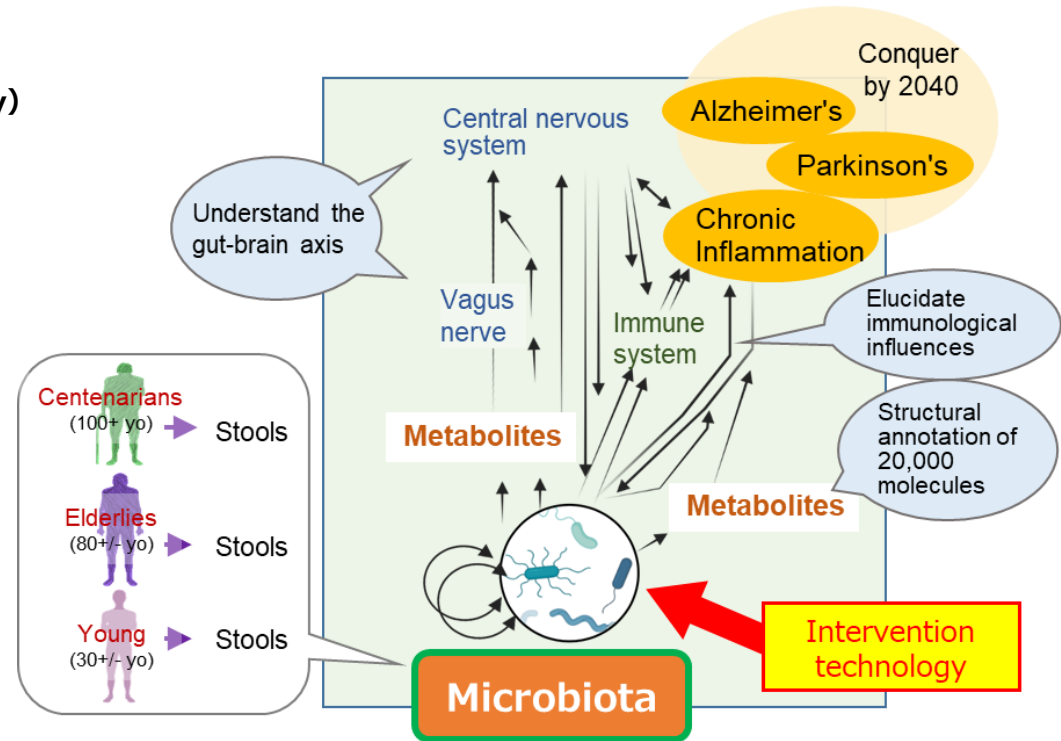 y)
Conquer
by 2040
Alzheimer's
Parkinson's
Chronic
Inflammation
Central nervous
system
Understand the
gut-brain axis
Vagus
nerve
Immune
system
Elucidate
immunological
influences
Structural
annotation of
20,000
molecules
Metabolites
Metabolites
Centenarians
(100+ yo)
Stools
Elderlies
(80+/- yo)
Stools
Young
(30+/- yo)
Stools
Intervention
technology
Microbiota